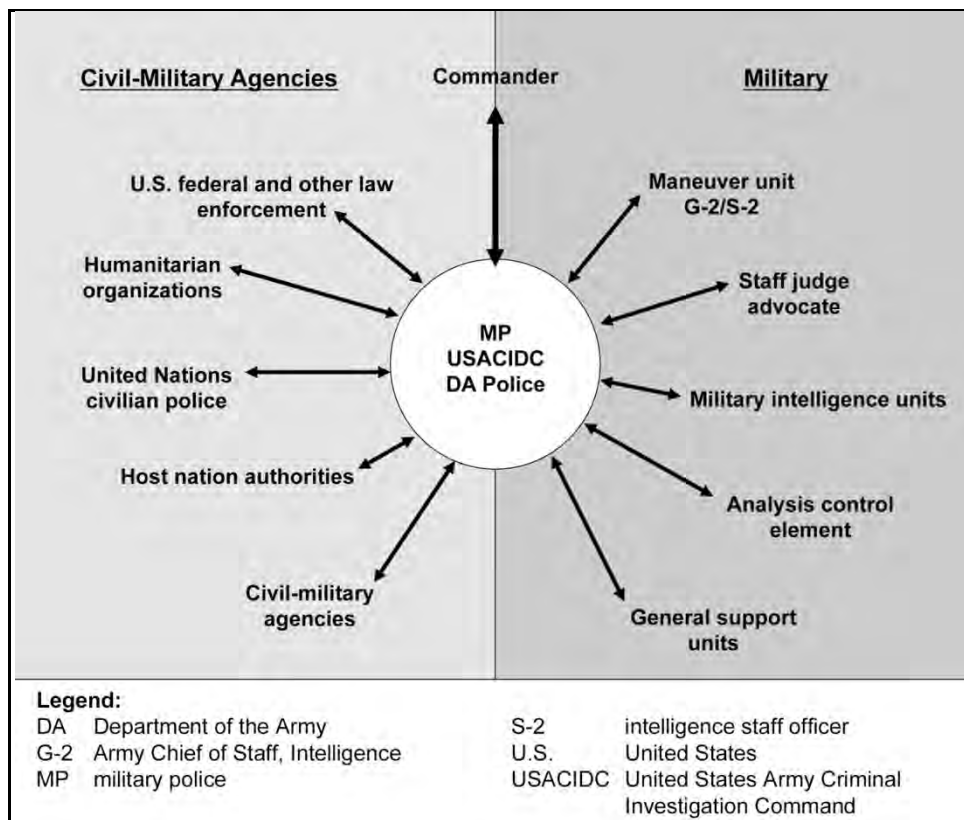 Civil-Military Agencies
Commander
Military
U.S. federal and other law
enforcement
Maneuver unit
G-2/S-2
Humanitarian
organizations
Staff judge
advocate
MP
USACIDC
DA Police
United Nations
civilian police
Military intelligence units
Host nation authorities
Analysis control
element
Civil-military
agencies
General support
units
Legend:
DA Department of the Army
G-2 Army Chief of Staff, Intelligence
MP military police
S-2 intelligence staff officer
U.S. United States
USACIDC United States Army Criminal
Investigation Command